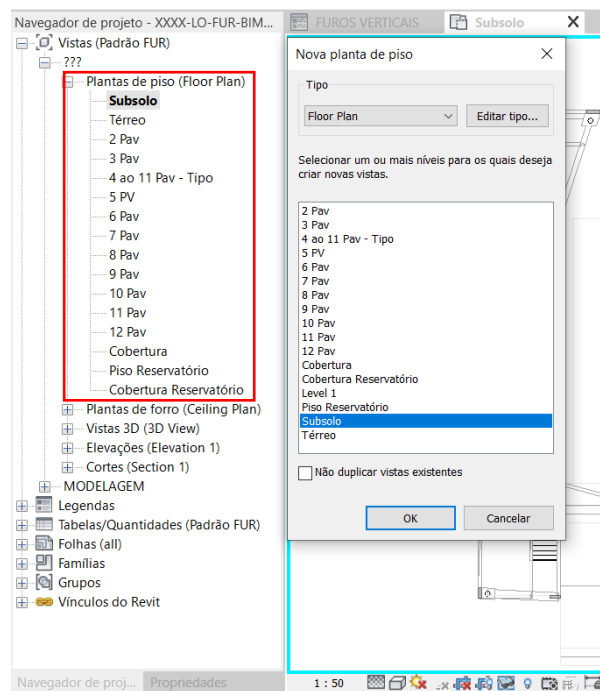 Navegador de projeto - XXXX-LO-FUR-BIM...
Vistas (Padrão FUR)
???
Plantas de piso (Floor Plan)
Subsolo
Térreo
2 Pav
3 Pav
4 ao 11 Pav - Tipo
5 PV
6 Pav
7 Pav
8 Pav
9 Pav
10 Pav
11 Pav
12 Pav
Cobertura
Piso Reservatório
Cobertura Reservatório
Plantas de forro (Ceiling Plan)
Vistas 3D (3D View)
Elevações (Elevation 1)
Cortes (Section 1)
MODELAGEM
Legendas
Tabelas/Quantidades (Padrão FUR)
Folhas (all)
Famílias
Grupos
Vínculos do Revit
Navegador de proj... Propriedades
FUROS VERTICAIS Subsolo
Nova planta de piso
Tipo
Floor Plan Editar tipo...
Selecionar um ou mais níveis para os quais deseja
criar novas vistas.
2 Pav
3 Pav
4 ao 11 Pav - Tipo
5 PV
6 Pav
7 Pav
8 Pav
9 Pav
10 Pav
11 Pav
12 Pav
Cobertura
Cobertura Reservatório
Level 1
Piso Reservatório
Subsolo
Térreo
Não duplicar vistas existentes
OK Cancelar
1 : 50